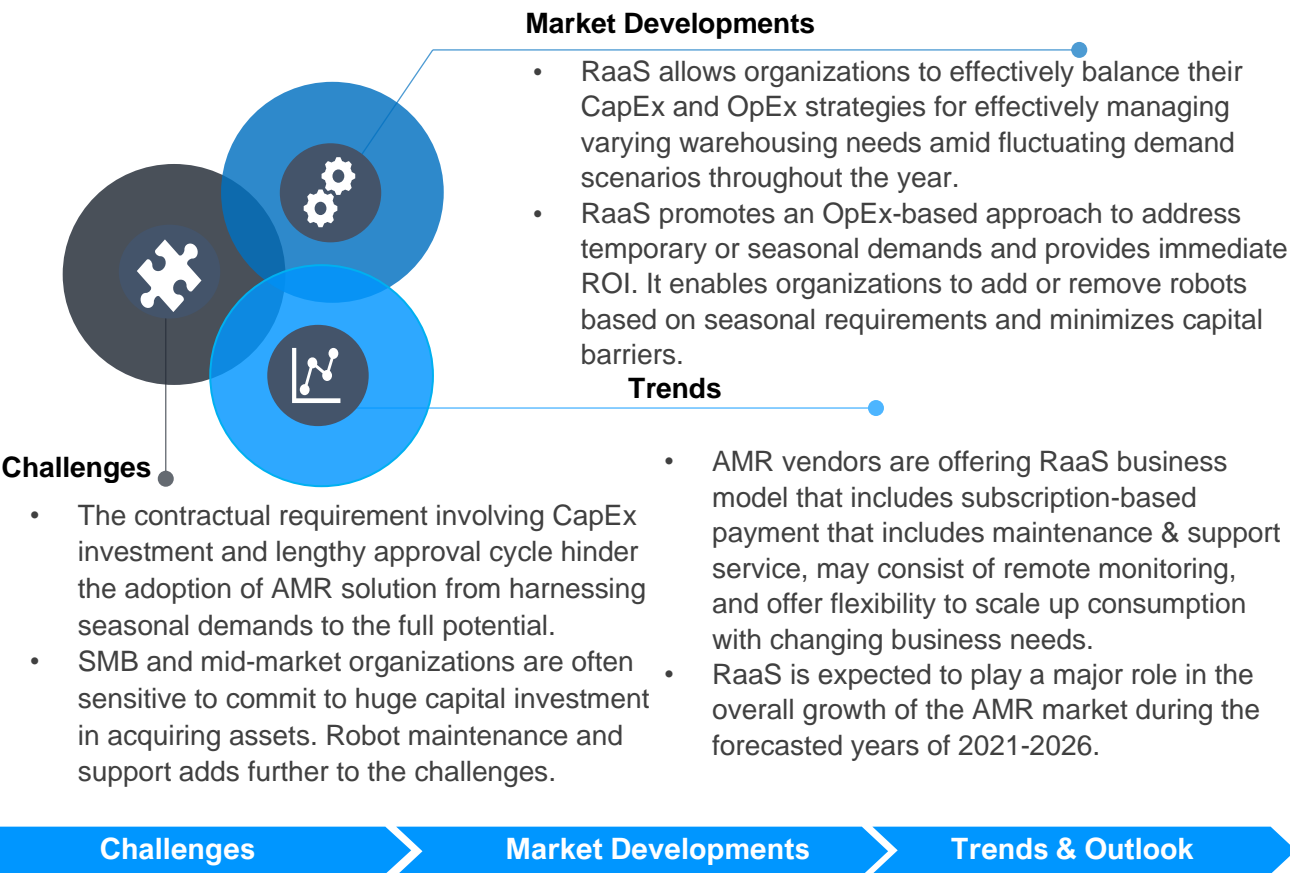 Market Developments
• RaaS allows organizations to effectively balance their
CapEx and OpEx strategies for effectively managing
varying warehousing needs amid fluctuating demand
scenarios throughout the year.
• RaaS promotes an OpEx-based approach to address
temporary or seasonal demands and provides immediate
ROI. It enables organizations to add or remove robots
based on seasonal requirements and minimizes capital
barriers.
Trends
• AMR vendors are offering RaaS business
model that includes subscription-based
payment that includes maintenance & support
service, may consist of remote monitoring,
and offer flexibility to scale up consumption
with changing business needs.
• RaaS is expected to play a major role in the
overall growth of the AMR market during the
forecasted years of 2021-2026.
Challenges
• The contractual requirement involving CapEx
investment and lengthy approval cycle hinder
the adoption of AMR solution from harnessing
seasonal demands to the full potential.
• SMB and mid-market organizations are often
sensitive to commit to huge capital investment
in acquiring assets. Robot maintenance and
support adds further to the challenges.
Challenges
Market Developments
Trends & Outlook